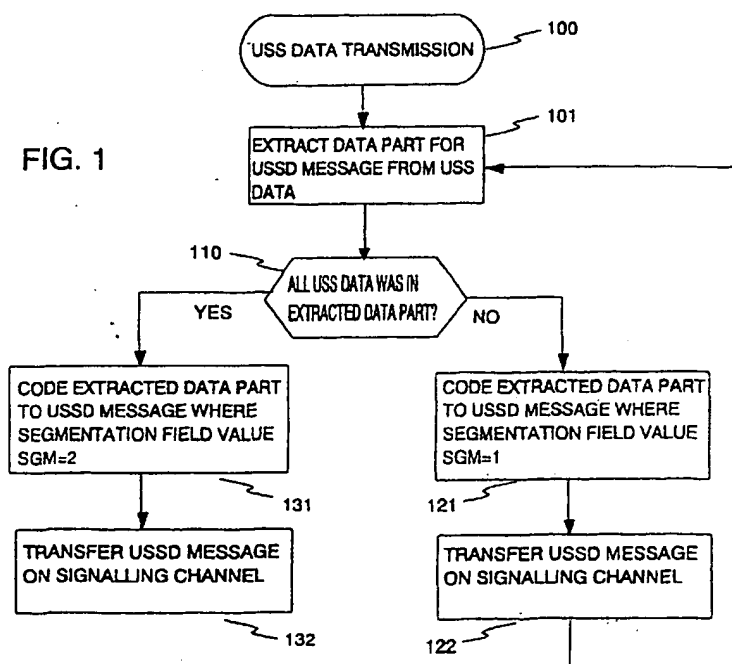 100
USS DATA TRANSMISSION
101
FIG. 1
EXTRACT DATA PART FOR
USSD MESSAGE FROM USS
DATA
110
ALL USS DATA WAS IN
EXTRACTED DATA PART?
YES
NO
CODE EXTRACTED DATA PART
TO USSD MESSAGE WHERE
SEGMENTATION FIELD VALUE
SGM=2
131
CODE EXTRACTED DATA PART
TO USSD MESSAGE WHERE
SEGMENTATION FIELD VALUE
SGM=1
121
TRANSFER USSD MESSAGE
ON SIGNALLING CHANNEL
132
TRANSFER USSD MESSAGE
ON SIGNALLING CHANNEL
122